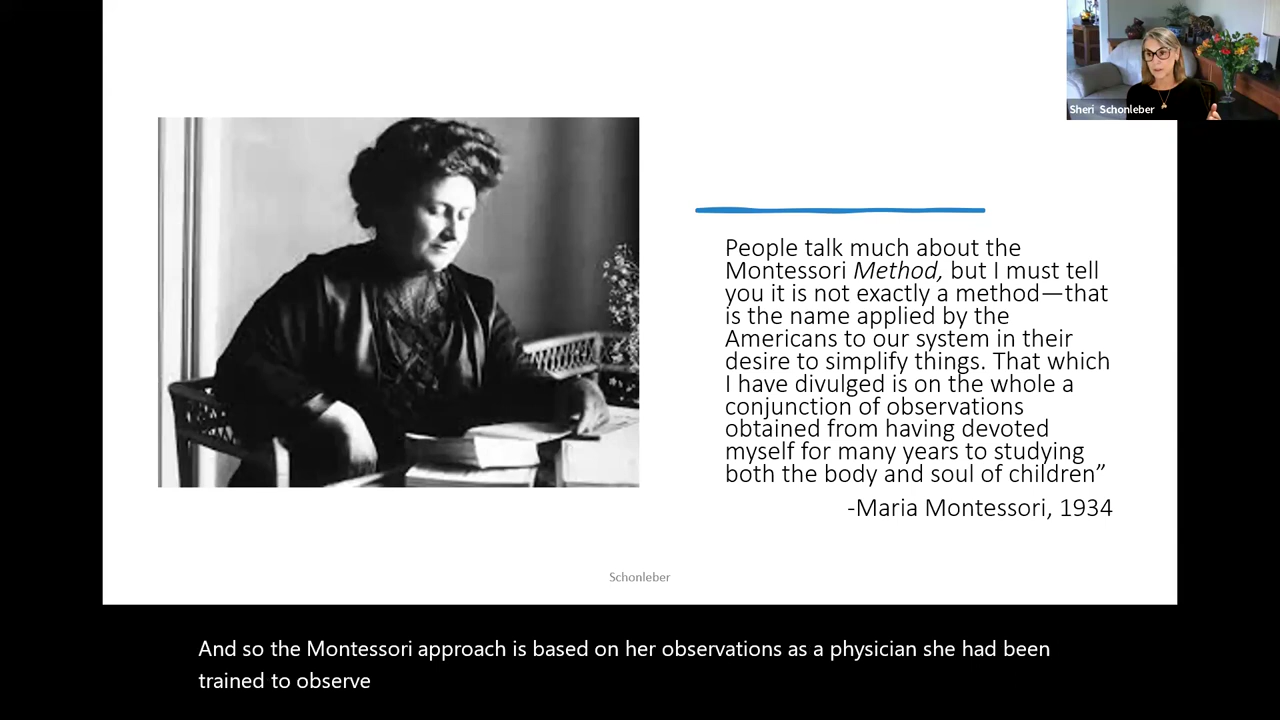 Sheri Schonleber
People talk much about the
Montessori Method, but I must tell
you it is not exactly a method—that
is the name applied by the
Americans to our system in their
desire to simplify things. That which
I have divulged is on the whole a
conjunction of observations
obtained from having devoted
myself for many years to studying
both the body and soul of children”
-Maria Montessori, 1934
Schonleber
And so the Montessori approach is based on her observations as a physician she had been
trained to observe